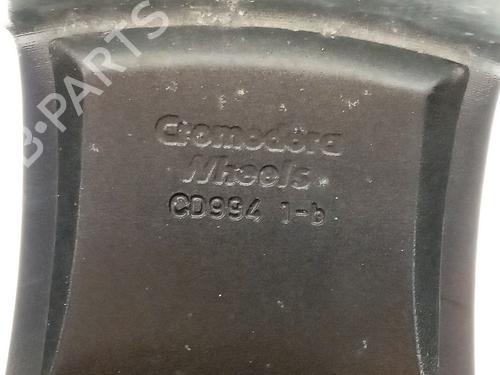 B-PARTS
Cromodora
Wheels
CD994 1-b